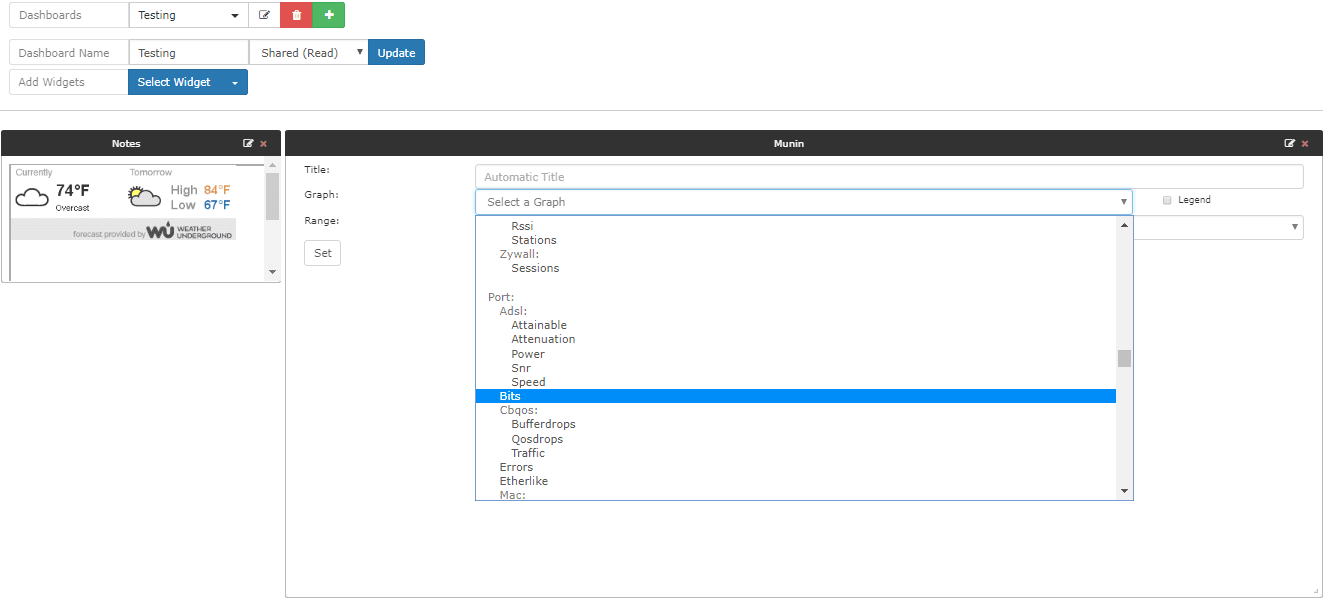 Dashboards Testing
Dashboard Name Testing Shared (Read) Update
Add Widgets Select Widget
Notes
Currently Tomorrow
74°F High 84°F
Overcast Low 67°F
forecast provided by WU WEATHER UNDERGROUND
Munin
Title: Automatic Title
Graph: Select a Graph Legend
Range:
Set
Rssi
Stations
Zywall:
Sessions
Port:
Adsl:
Attainable
Attenuation
Power
Snr
Speed
Bits
Cbqos:
Bufferdrops
Qosdrops
Traffic
Errors
Etherlike
Mac: